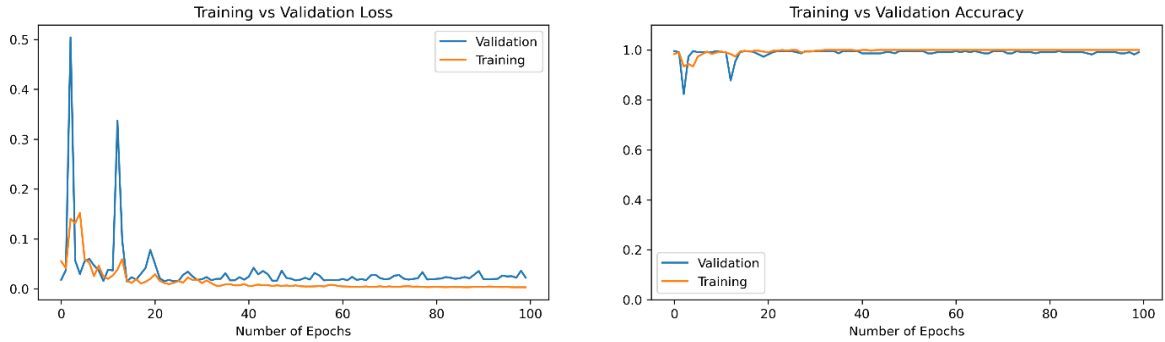 Training vs Validation Loss
0.5
0.4
0.3
0.2
0.1
0.0
Validation
Training
0 20 40 60 80 100
Number of Epochs
Training vs Validation Accuracy
1.0
0.8
0.6
0.4
0.2
0.0
Validation
Training
0 20 40 60 80 100
Number of Epochs